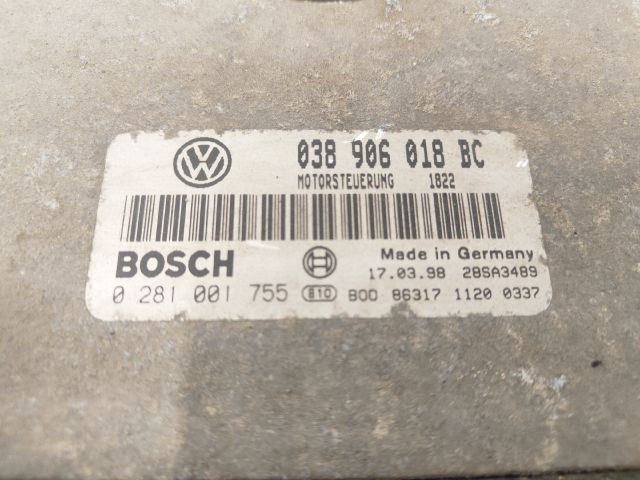 038 906 018 BC
MOTORSTEUERUNG 1822
BOSCH
Made in Germany
17.03.98 28SA3489
0 281 001 755 810 B00 86317 1120 0337